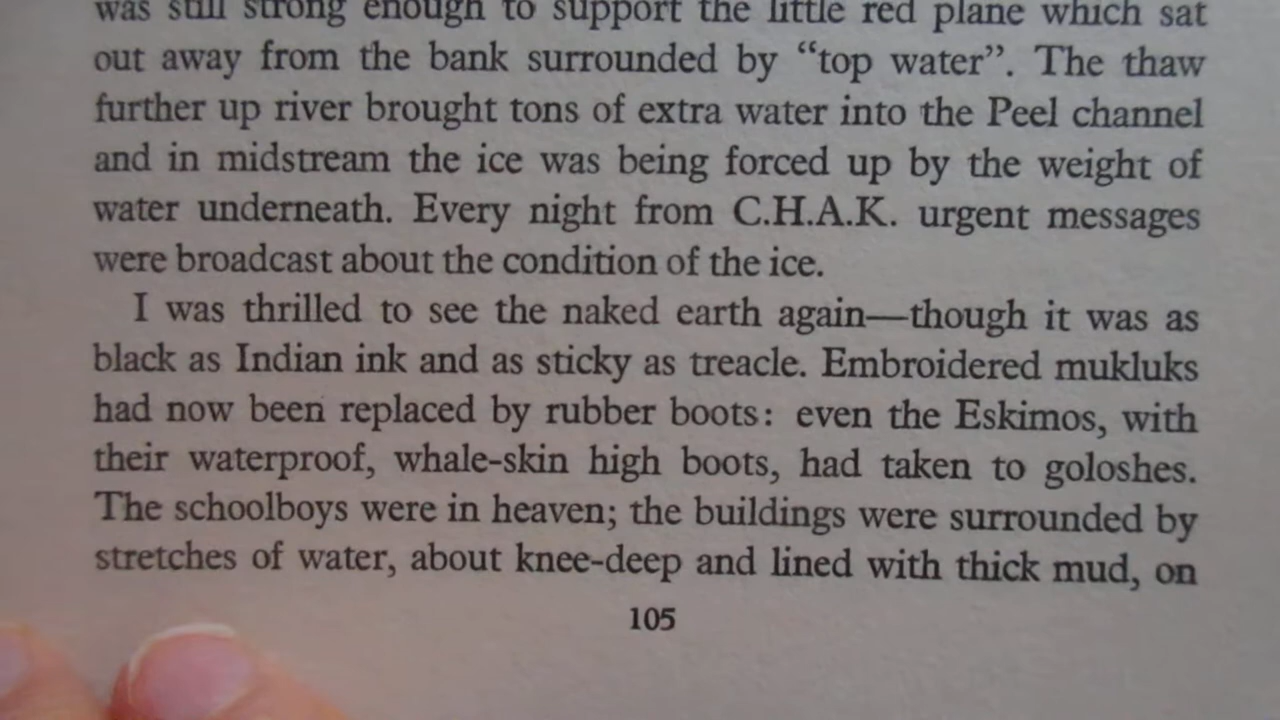 was still strong enough to support the little red plane which sat
out away from the bank surrounded by “top water”. The thaw
further up river brought tons of extra water into the Peel channel
and in midstream the ice was being forced up by the weight of
water underneath. Every night from C.H.A.K. urgent messages
were broadcast about the condition of the ice.
I was thrilled to see the naked earth again—though it was as
black as Indian ink and as sticky as treacle. Embroidered mukluks
had now been replaced by rubber boots: even the Eskimos, with
their waterproof, whale-skin high boots, had taken to goloshes.
The schoolboys were in heaven; the buildings were surrounded by
stretches of water, about knee-deep and lined with thick mud, on
105